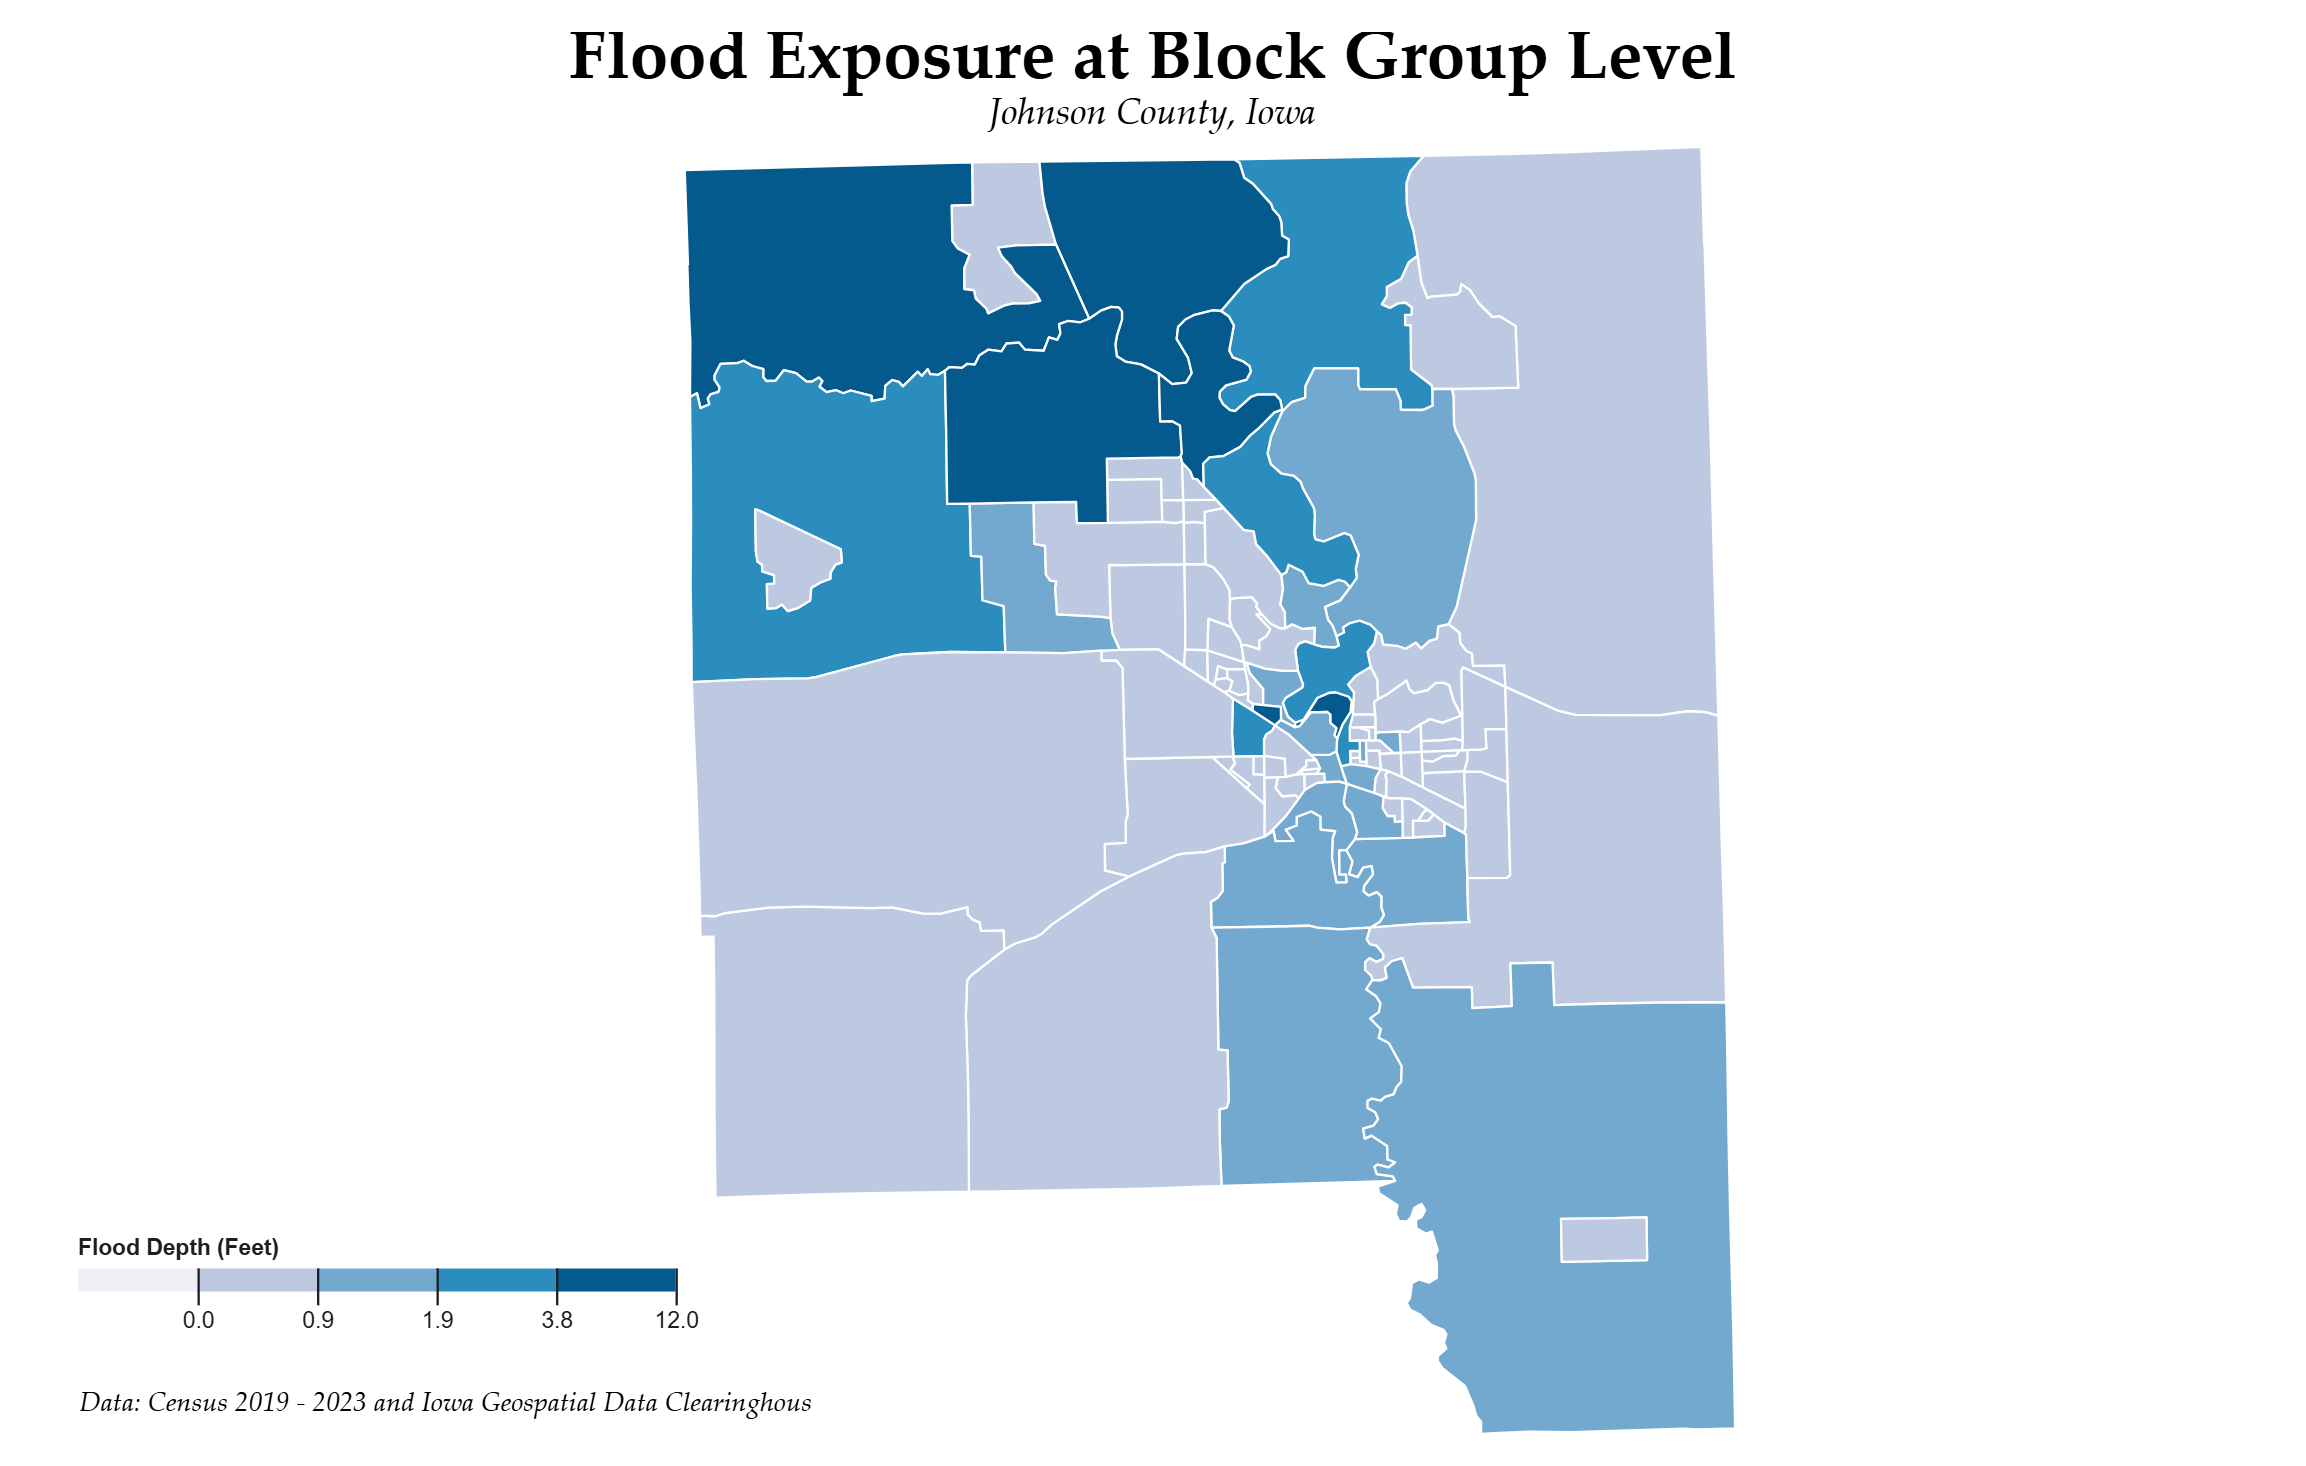 Flood Exposure at Block Group Level
Johnson County, Iowa
Flood Depth (Feet)
0.0 0.9 1.9 3.8 12.0
Data: Census 2019 - 2023 and Iowa Geospatial Data Clearinghous